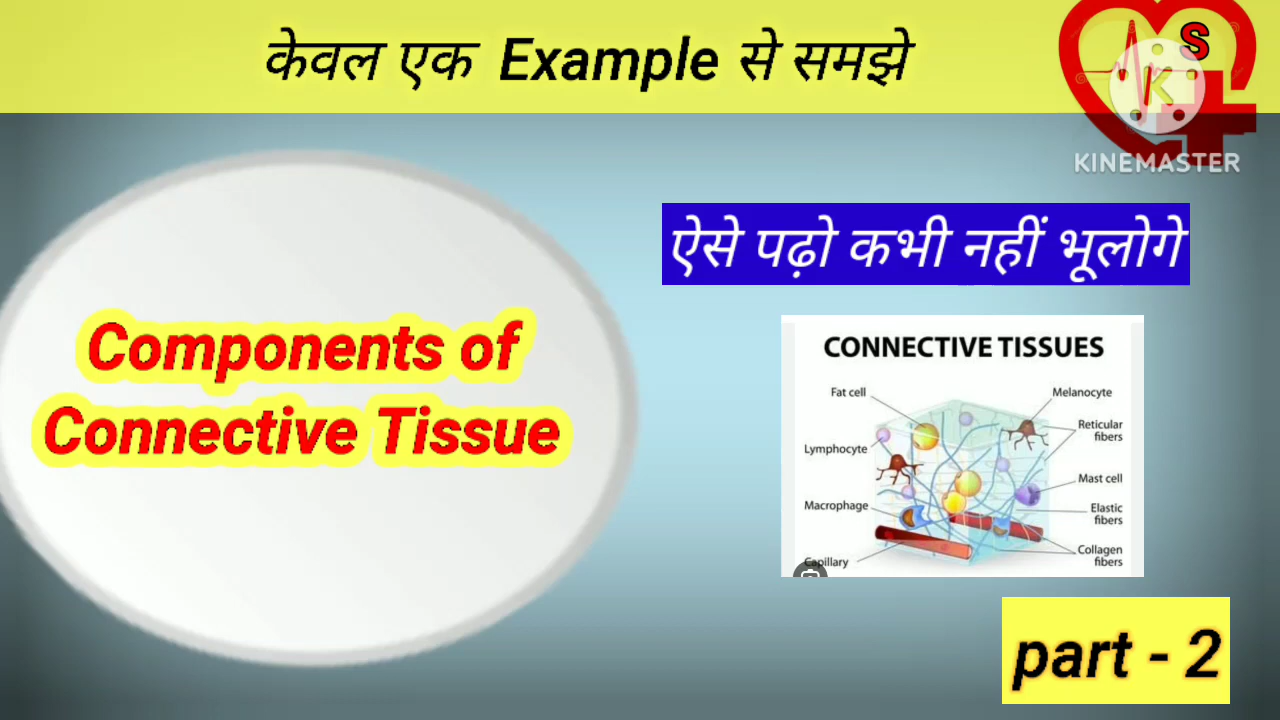 केवल एक Example से समझे
S
K
KINEMASTER
ऐसे पढ़ो कभी नहीं भूलोगे
Components of
Connective Tissue
CONNECTIVE TISSUES
Fat cell
Melanocyte
Reticular
fibers
Lymphocyte
Mast cell
Macrophage
Elastic
fibers
Collagen
fibers
Capillary
part - 2